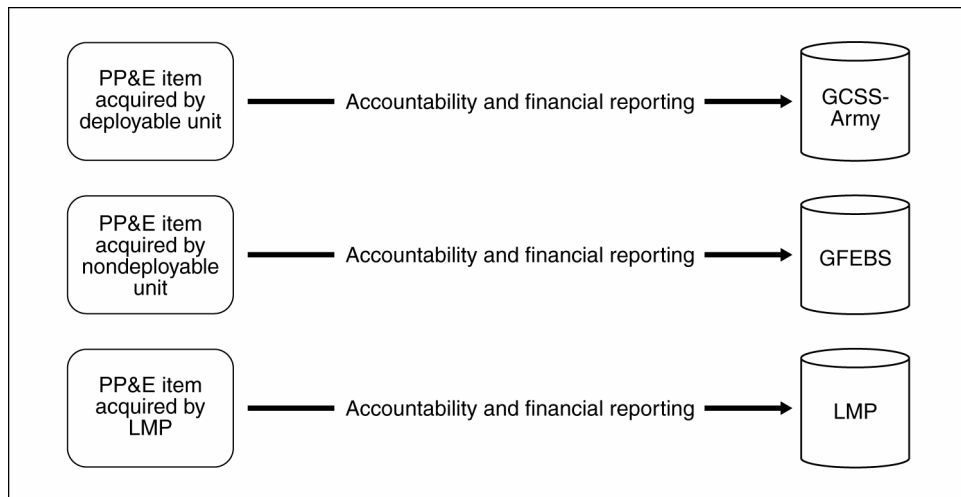 PP&E item
acquired by
deployable unit
Accountability and financial reporting
GCSS-
Army
PP&E item
acquired by
nondeployable
unit
Accountability and financial reporting
GFEBS
PP&E item
acquired by
LMP
Accountability and financial reporting
LMP